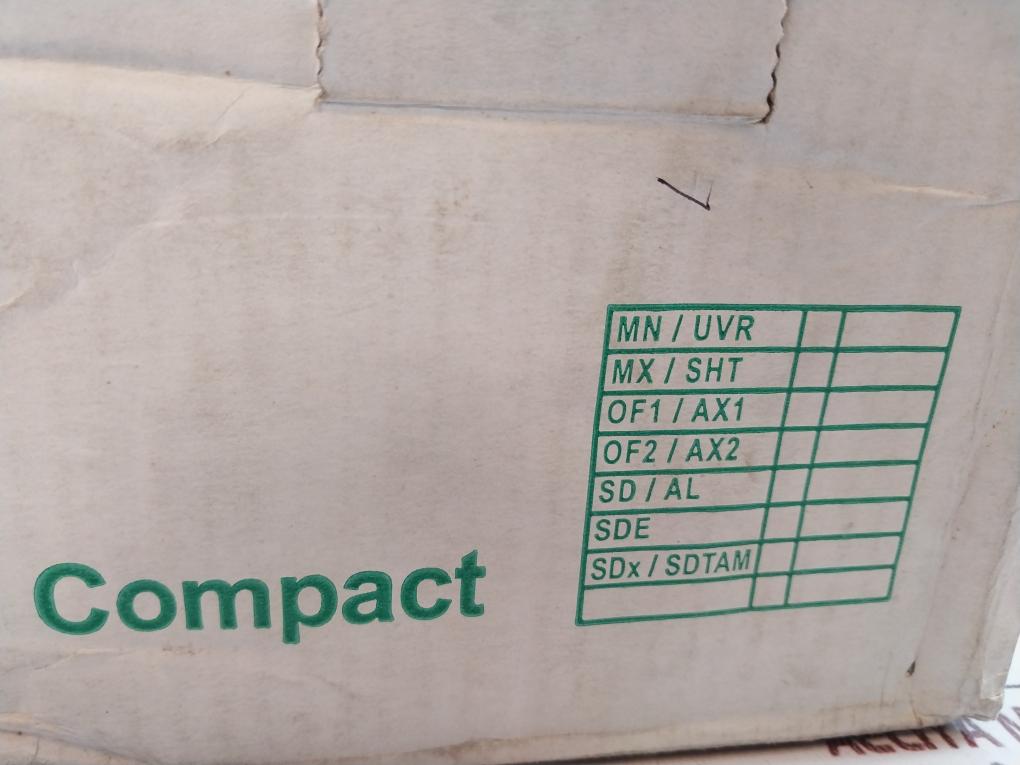 MN / UVR
MX / SHT
OF1 / AX1
OF2 / AX2
SD / AL
SDE
SDx / SDTAM
Compact